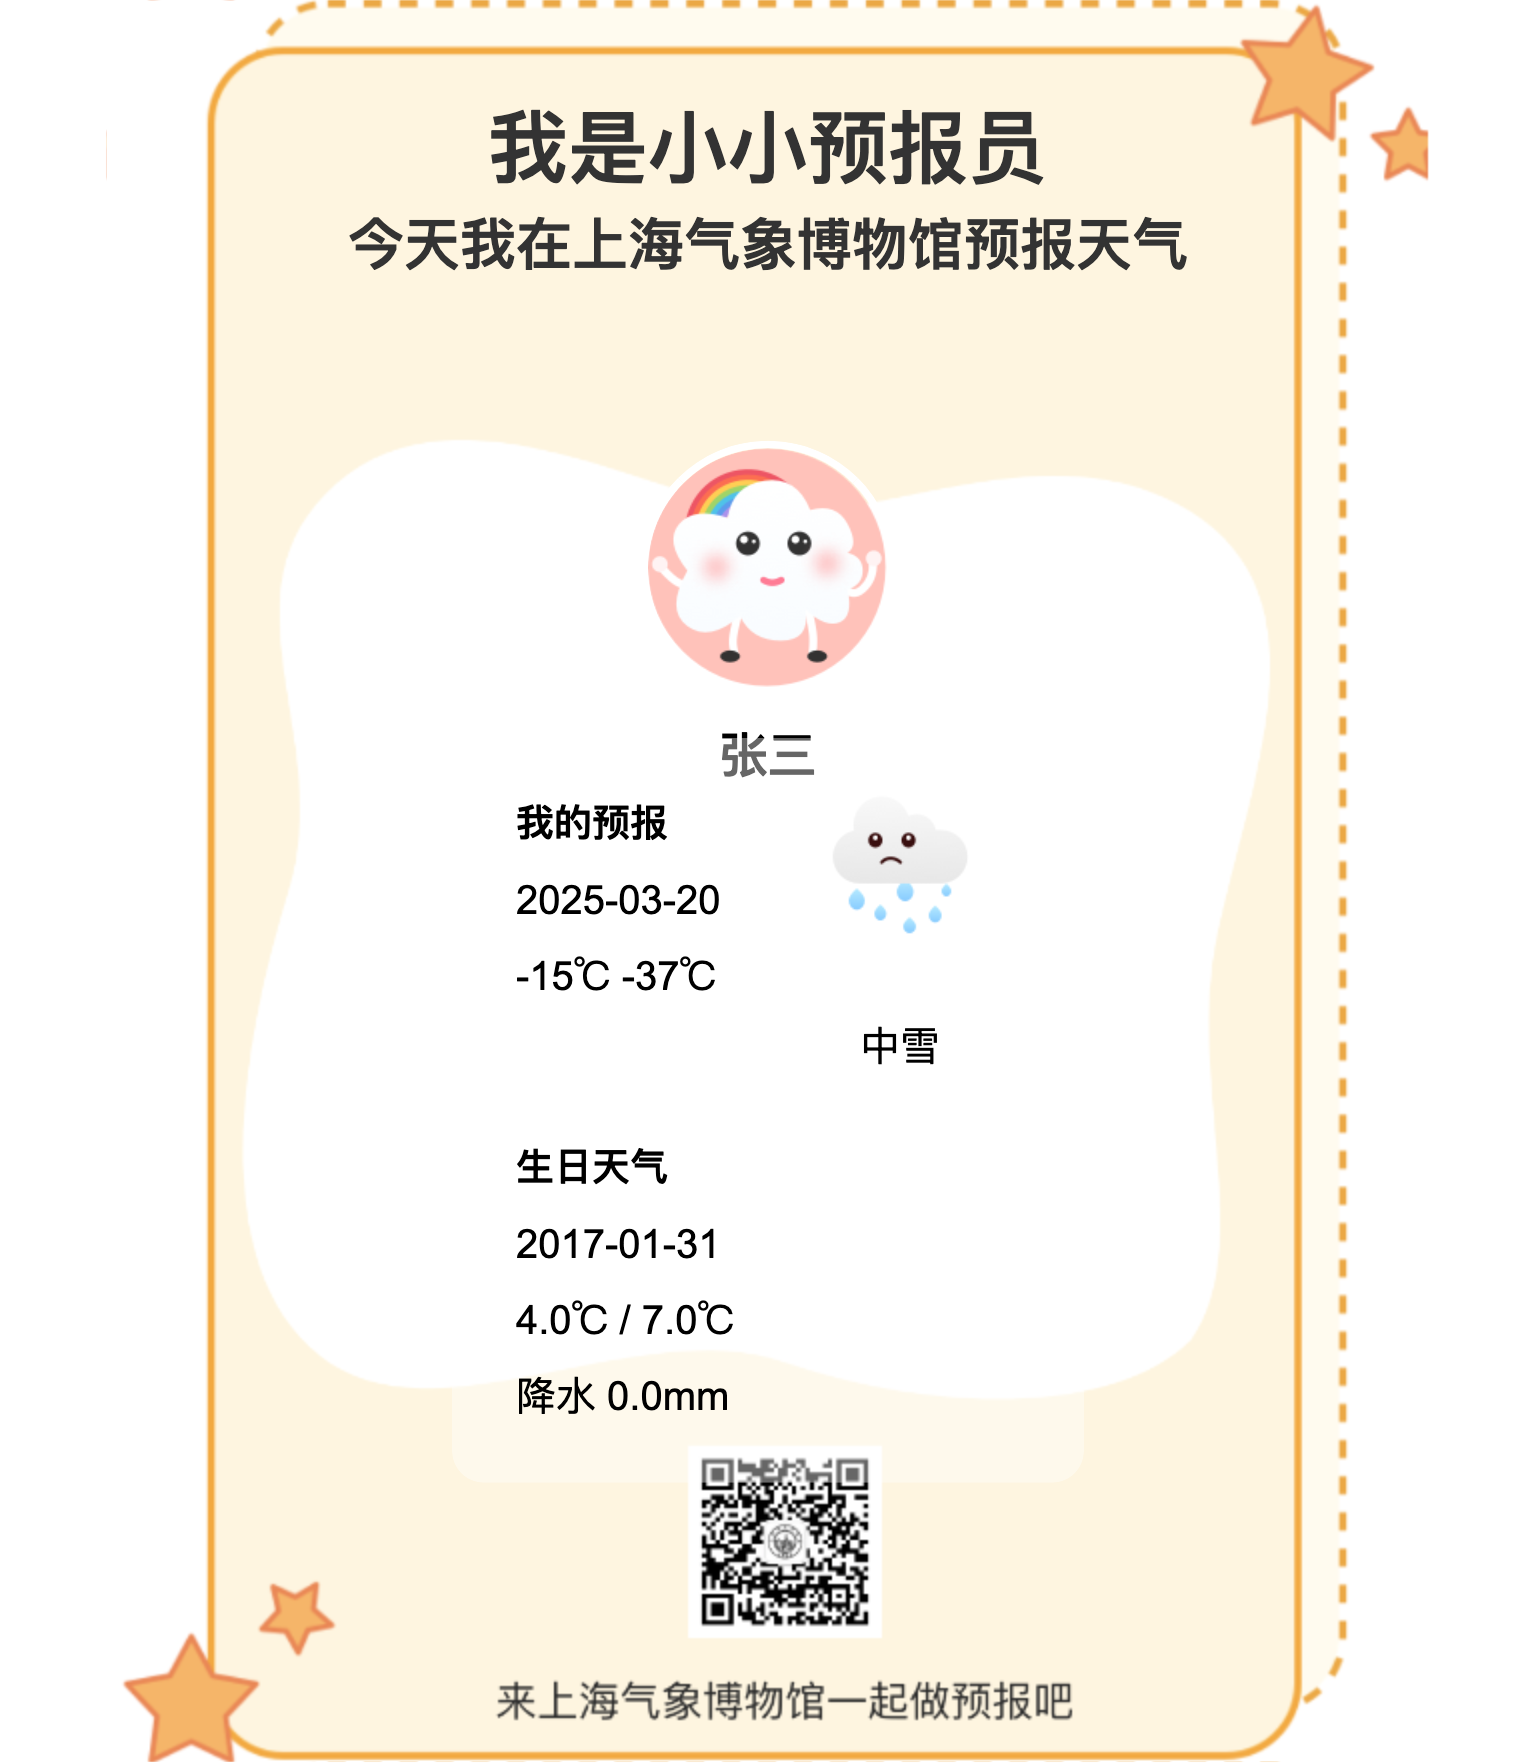 我是小小预报员
今天我在上海气象博物馆预报天气
张三
我的预报
2025-03-20
-15℃ -37℃
中雪
生日天气
2017-01-31
4.0℃ / 7.0℃
降水 0.0mm
来上海气象博物馆一起做预报吧